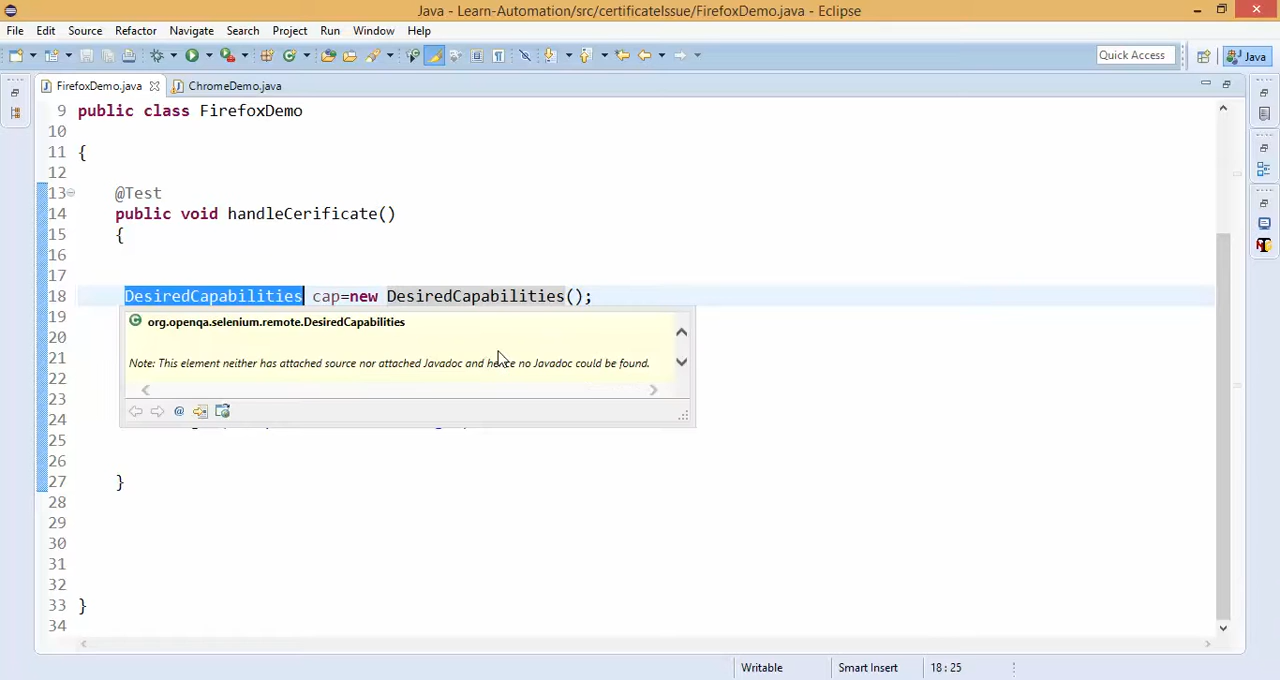 Java - Learn-Automation/src/certificateIssue/FirefoxDemo.java - Eclipse
File Edit Source Refactor Navigate Search Project Run Window Help
Quick Access Java
FirefoxDemo.java ChromeDemo.java
9 public class FirefoxDemo
10
11 {
12
13 @Test
14 public void handleCerificate()
15 {
16
17
18 DesiredCapabilities cap=new DesiredCapabilities();
19 org.openqa.selenium.remote.DesiredCapabilities
20
21 Note: This element neither has attached source nor attached Javadoc and hence no Javadoc could be found.
22
23
24
25
26
27 }
28
29
30
31
32
33 }
34
Writable Smart Insert 18:25